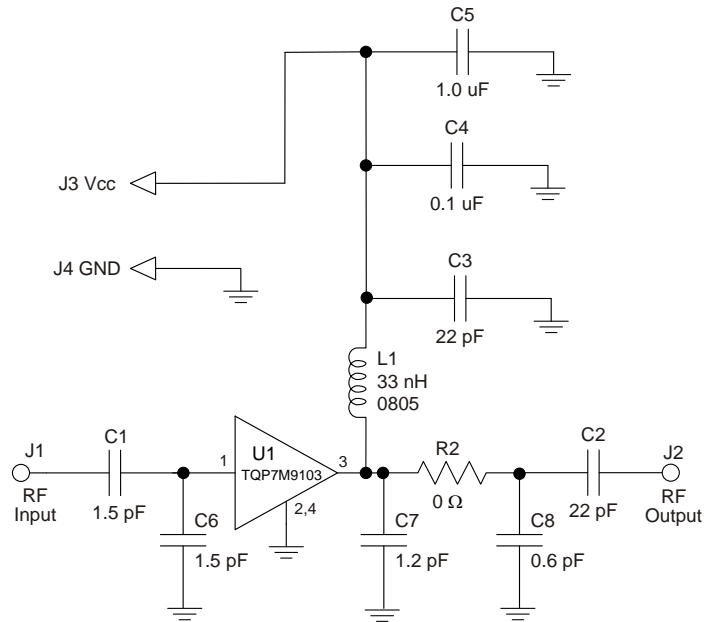 C5
1.0 uF
C4
0.1 uF
J3 Vcc
J4 GND
C3
22 pF
L1
33 nH
0805
J1
RF
Input
C1
1.5 pF
1
U1
TQP7M9103
3
2,4
C6
1.5 pF
C7
1.2 pF
R2
0 Ω
C8
0.6 pF
C2
22 pF
J2
RF
Output